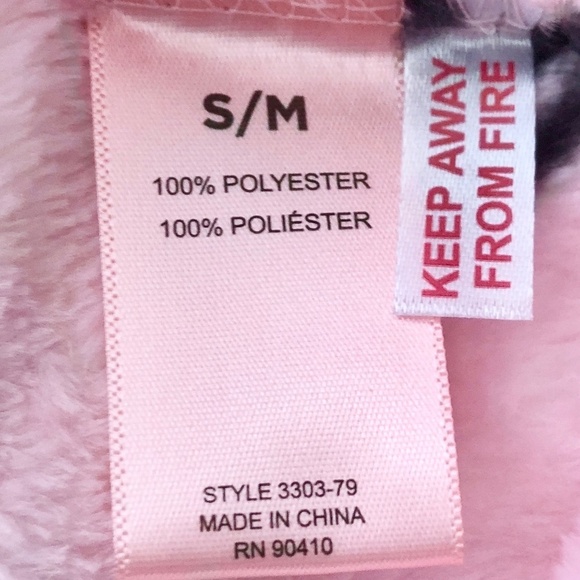 S/M
100% POLYESTER
100% POLIÉSTER
STYLE 3303-79
MADE IN CHINA
RN 90410
KEEP AWAY
FROM FIRE